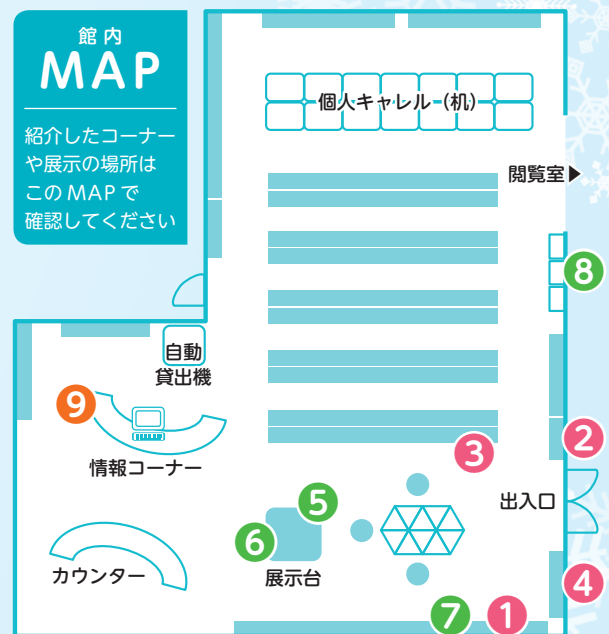 館内
MAP
紹介したコーナー
や展示の場所は
このMAPで
確認してください
個人キャレル（机）
閲覧室▶
8
自動
貸出機
9
情報コーナー
2
3
出入口
5
6
展示台
カウンター
4
7
1